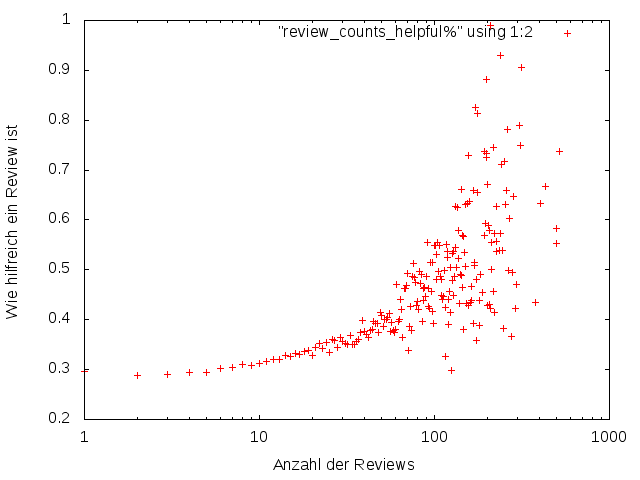 "review_counts_helpful%" using 1:2
1
0.9
0.8
0.7
0.6
0.5
0.4
0.3
0.2
Wie hilfreich ein Review ist
1 10 100 1000
Anzahl der Reviews